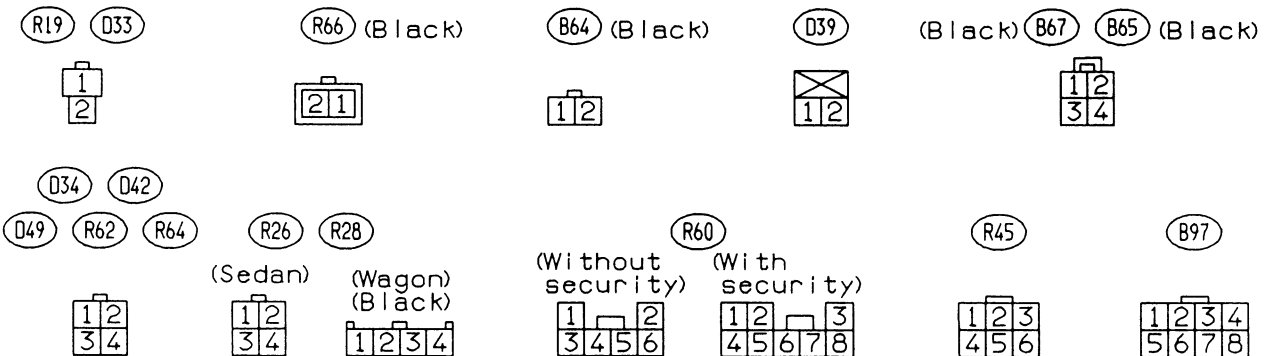 R19 D33 R66 (Black) B64 (Black) D39 (Black) B67 B65 (Black)
1 2 1 1 2
2 1 2 1 2 3 4
D34 D42
D49 R62 R64 R26 R28 R60 R45 B97
(Sedan) (Wagon) (Black) (Without security) (With security)
1 2 1 2 1 2 1 2 3 1 2 3 1 2 3 4
3 4 3 4 1 2 3 4 3 4 5 6 4 5 6 7 8 4 5 6 5 6 7 8